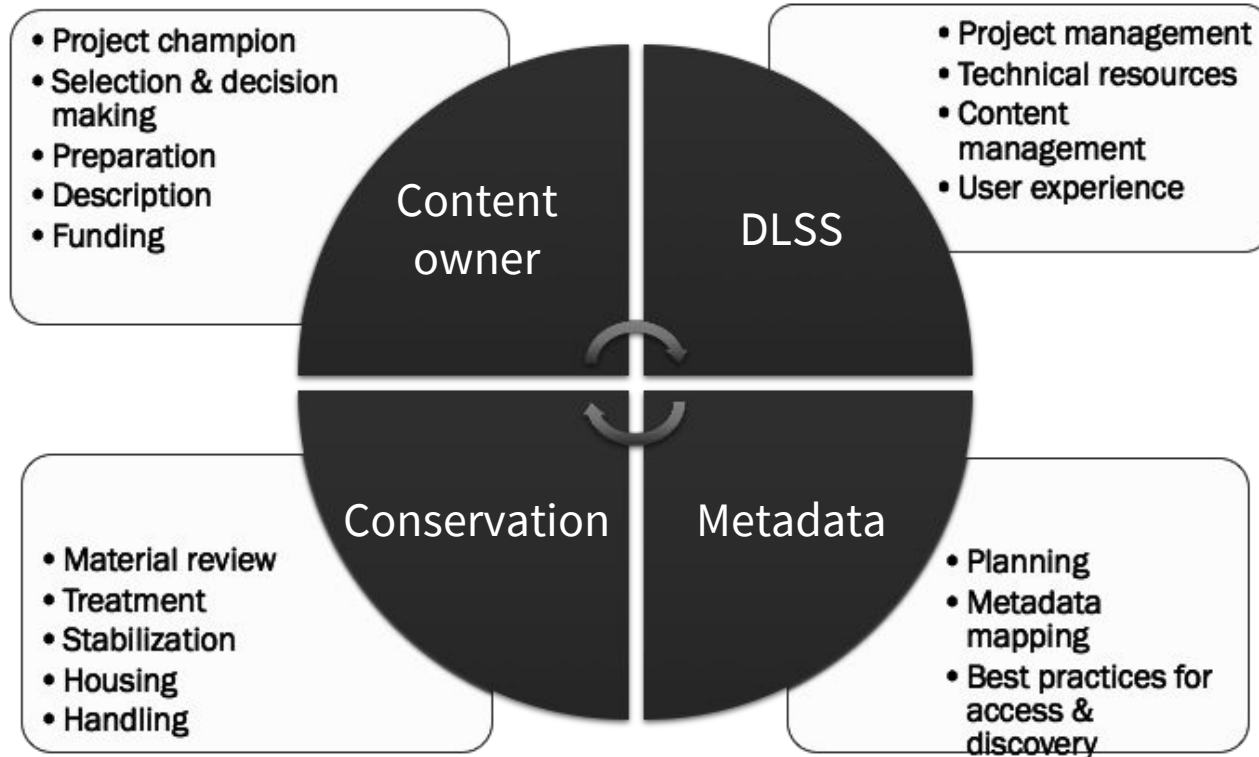 • Project champion
• Selection & decision
making
• Preparation
• Description
• Funding
• Project management
• Technical resources
• Content
management
• User experience
Content
owner
DLSS
Conservation
Metadata
• Material review
• Treatment
• Stabilization
• Housing
• Handling
• Planning
• Metadata
mapping
• Best practices for
access &
discovery